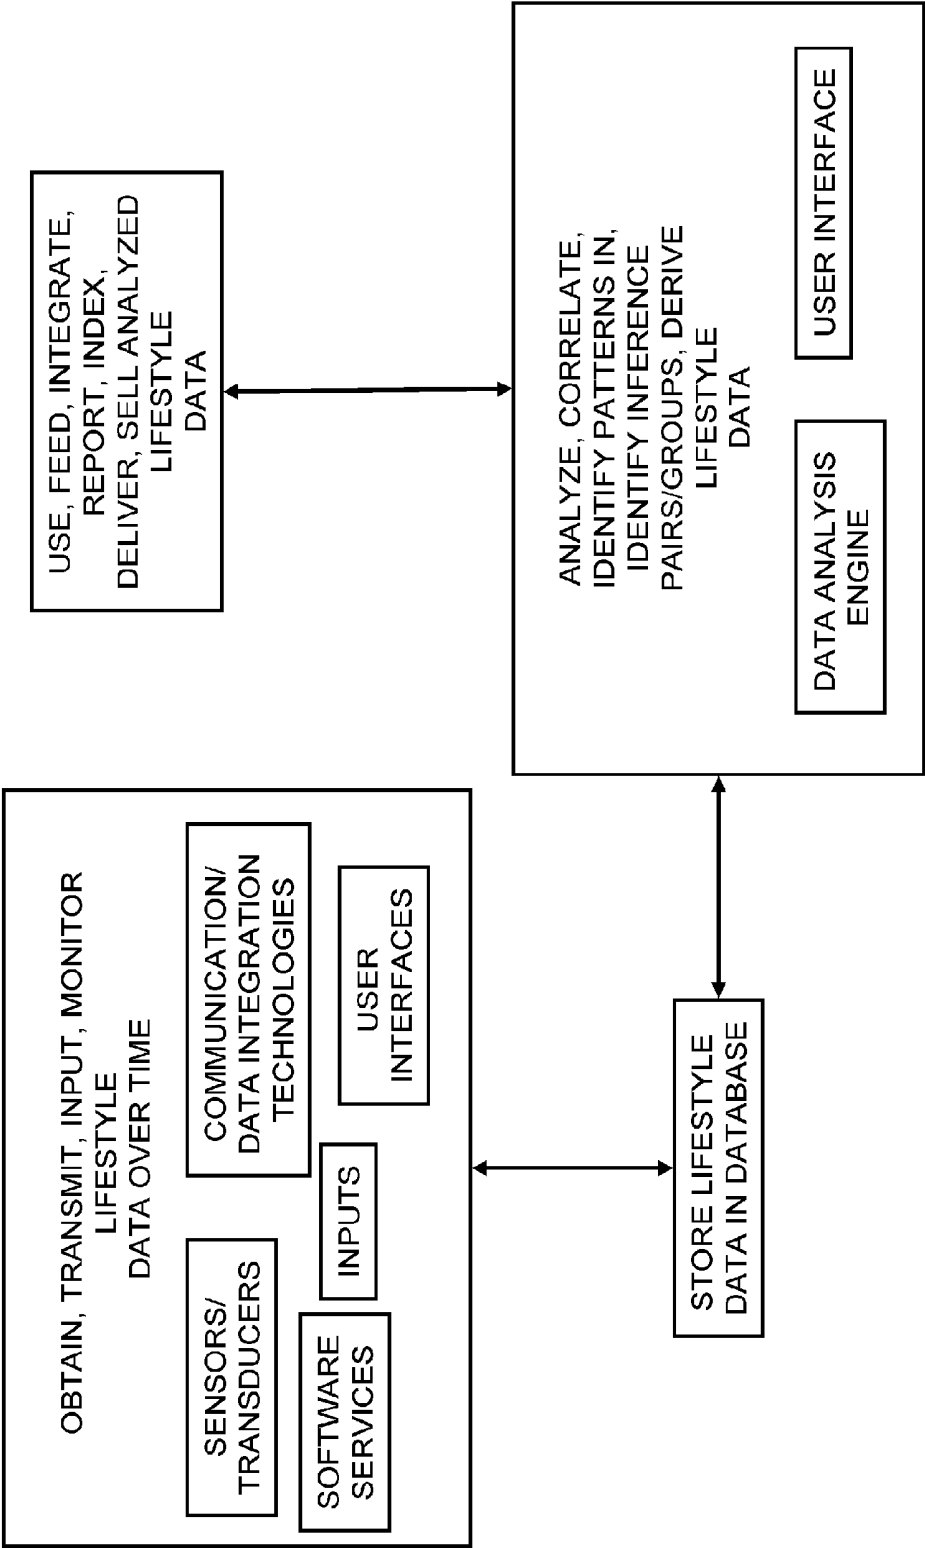 OBTAIN, TRANSMIT, INPUT, MONITOR
LIFESTYLE
DATA OVER TIME
SENSORS/
TRANSDUCERS
COMMUNICATION/
DATA INTEGRATION
TECHNOLOGIES
SOFTWARE
SERVICES
INPUTS
USER
INTERFACES
STORE LIFESTYLE
DATA IN DATABASE
USE, FEED, INTEGRATE,
REPORT, INDEX,
DELIVER, SELL ANALYZED
LIFESTYLE
DATA
ANALYZE, CORRELATE,
IDENTIFY PATTERNS IN,
IDENTIFY INFERENCE
PAIRS/GROUPS, DERIVE
LIFESTYLE
DATA
DATA ANALYSIS
ENGINE
USER INTERFACE